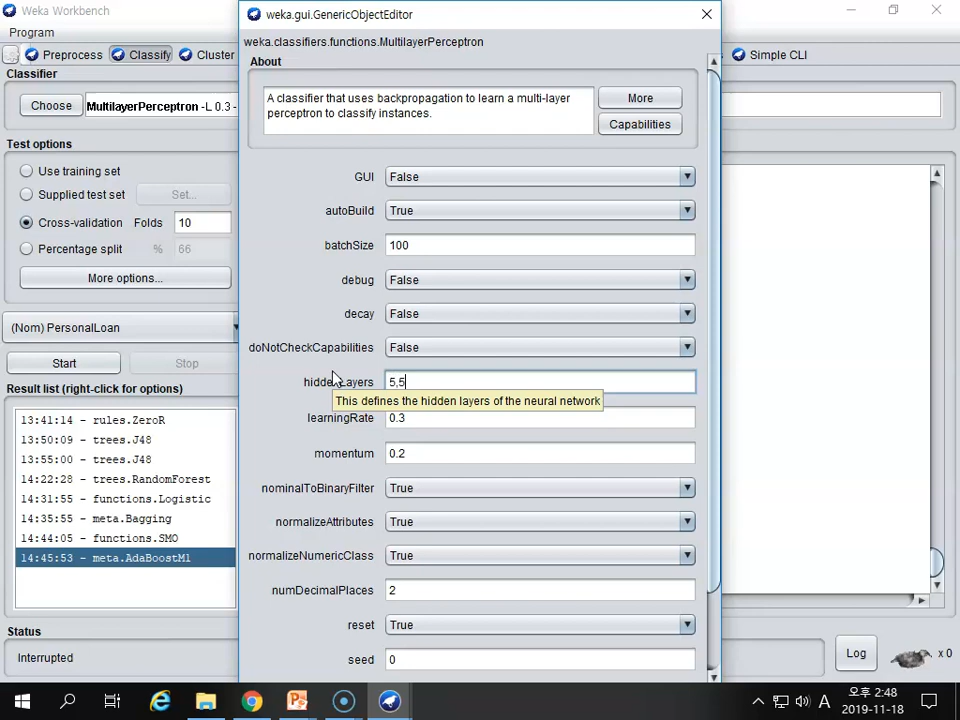 Weka Workbench
weka.gui.GenericObjectEditor
Program
weka.classifiers.functions.MultilayerPerceptron
Preprocess
Classify
Cluster
Simple CLI
About
Classifier
A classifier that uses backpropagation to learn a multi-layer
perceptron to classify instances.
More
Capabilities
Choose
MultilayerPerceptron -L 0.3 -
Test options
Use training set
Supplied test set
Set...
Cross-validation
Folds
10
Percentage split
%
66
More options...
(Nom) PersonalLoan
Start
Stop
Result list (right-click for options)
13:41:14 - rules.ZeroR
13:50:09 - trees.J48
13:55:00 - trees.J48
14:22:28 - trees.RandomForest
14:31:55 - functions.Logistic
14:35:55 - meta.Bagging
14:44:05 - functions.SMO
14:45:53 - meta.AdaBoostM1
GUI
False
autoBuild
True
batchSize
100
debug
False
decay
False
doNotCheckCapabilities
False
hiddenLayers
5,5
This defines the hidden layers of the neural network
learningRate
0.3
momentum
0.2
nominalToBinaryFilter
True
normalizeAttributes
True
normalizeNumericClass
True
numDecimalPlaces
2
reset
True
seed
0
Status
Interrupted
Log
x 0
A
오후 2:48
2019-11-18